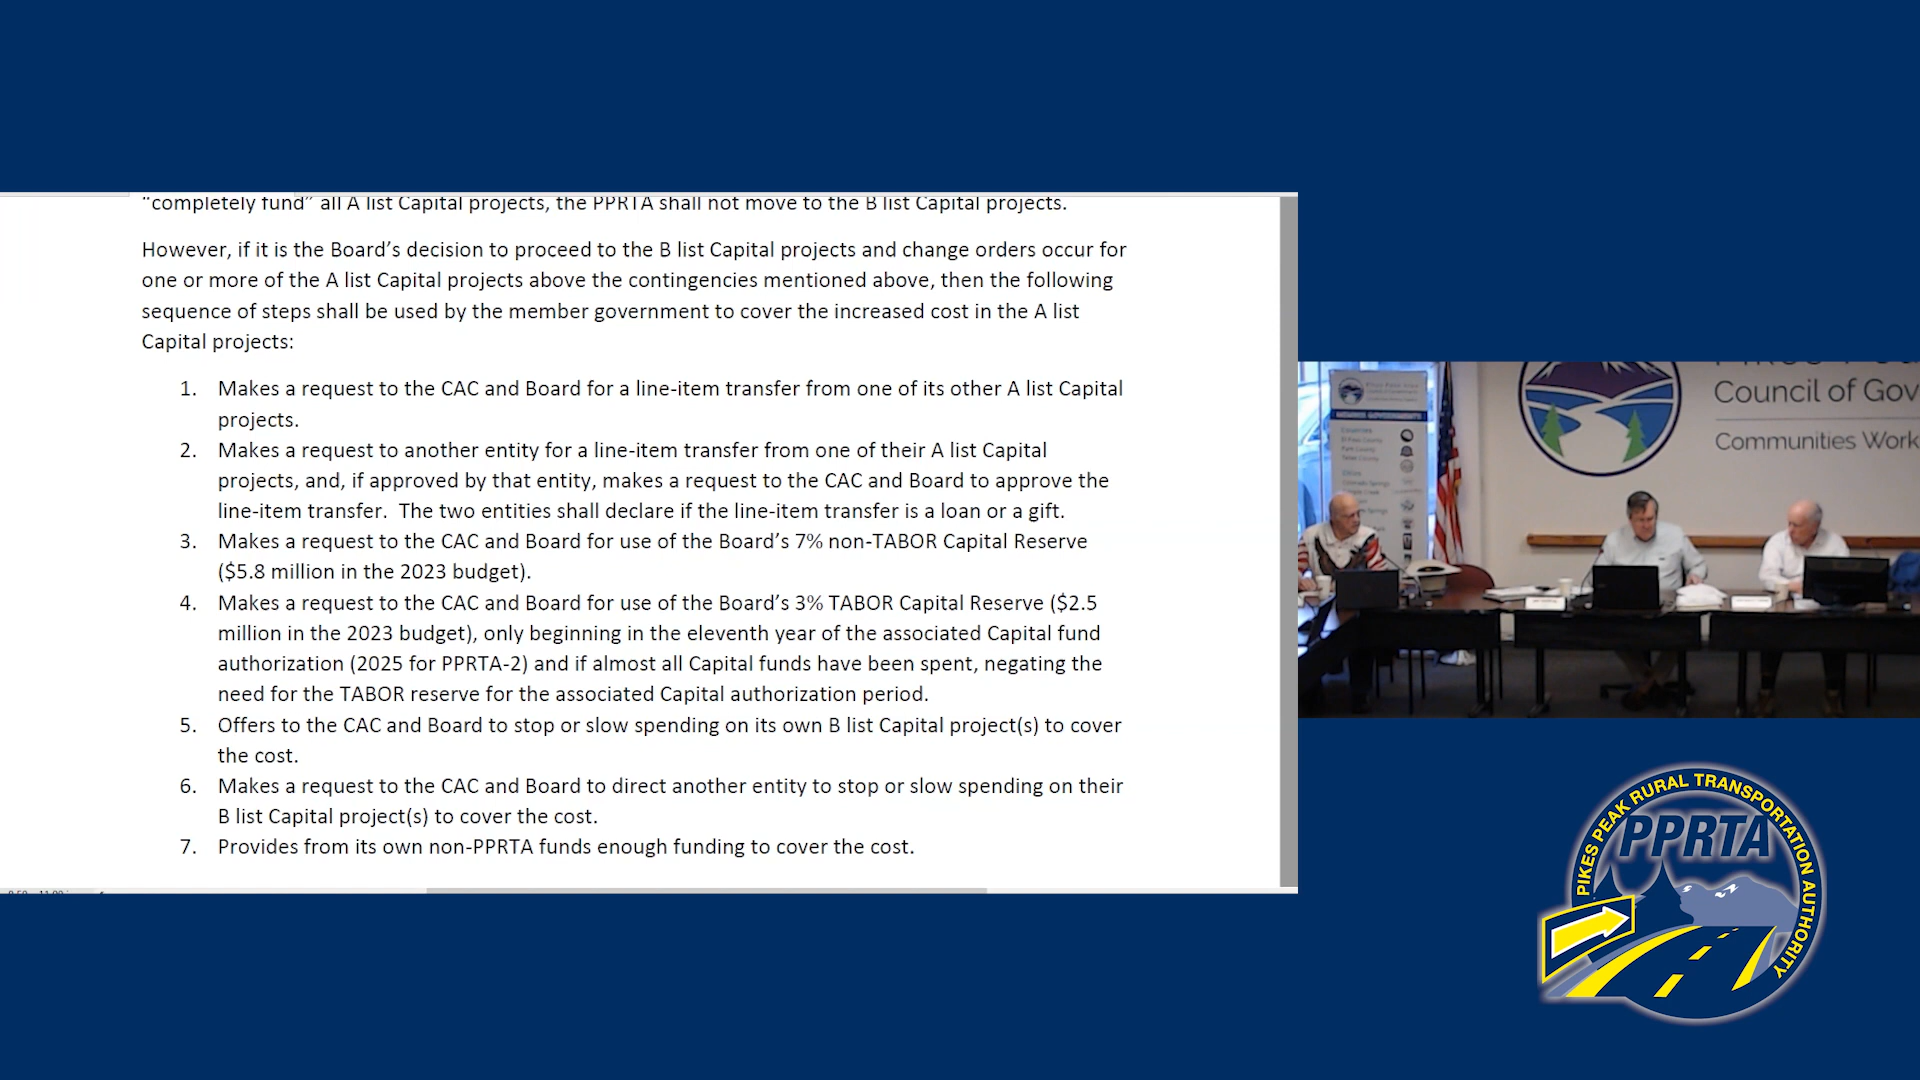 "completely fund" all A list Capital projects, the PPRTA shall not move to the B list Capital projects.
However, if it is the Board's decision to proceed to the B list Capital projects and change orders occur for
one or more of the A list Capital projects above the contingencies mentioned above, then the following
sequence of steps shall be used by the member government to cover the increased cost in the A list
Capital projects:
1. Makes a request to the CAC and Board for a line-item transfer from one of its other A list Capital
projects.
2. Makes a request to another entity for a line-item transfer from one of their A list Capital
projects, and, if approved by that entity, makes a request to the CAC and Board to approve the
line-item transfer.  The two entities shall declare if the line-item transfer is a loan or a gift.
3. Makes a request to the CAC and Board for use of the Board's 7% non-TABOR Capital Reserve
($5.8 million in the 2023 budget).
4. Makes a request to the CAC and Board for use of the Board's 3% TABOR Capital Reserve ($2.5
million in the 2023 budget), only beginning in the eleventh year of the associated Capital fund
authorization (2025 for PPRTA-2) and if almost all Capital funds have been spent, negating the
need for the TABOR reserve for the associated Capital authorization period.
5. Offers to the CAC and Board to stop or slow spending on its own B list Capital project(s) to cover
the cost.
6. Makes a request to the CAC and Board to direct another entity to stop or slow spending on their
B list Capital project(s) to cover the cost.
7. Provides from its own non-PPRTA funds enough funding to cover the cost.
Council of Gov
Communities Work
PIKES PEAK RURAL TRANSPORTATION AUTHORITY
PPRTA